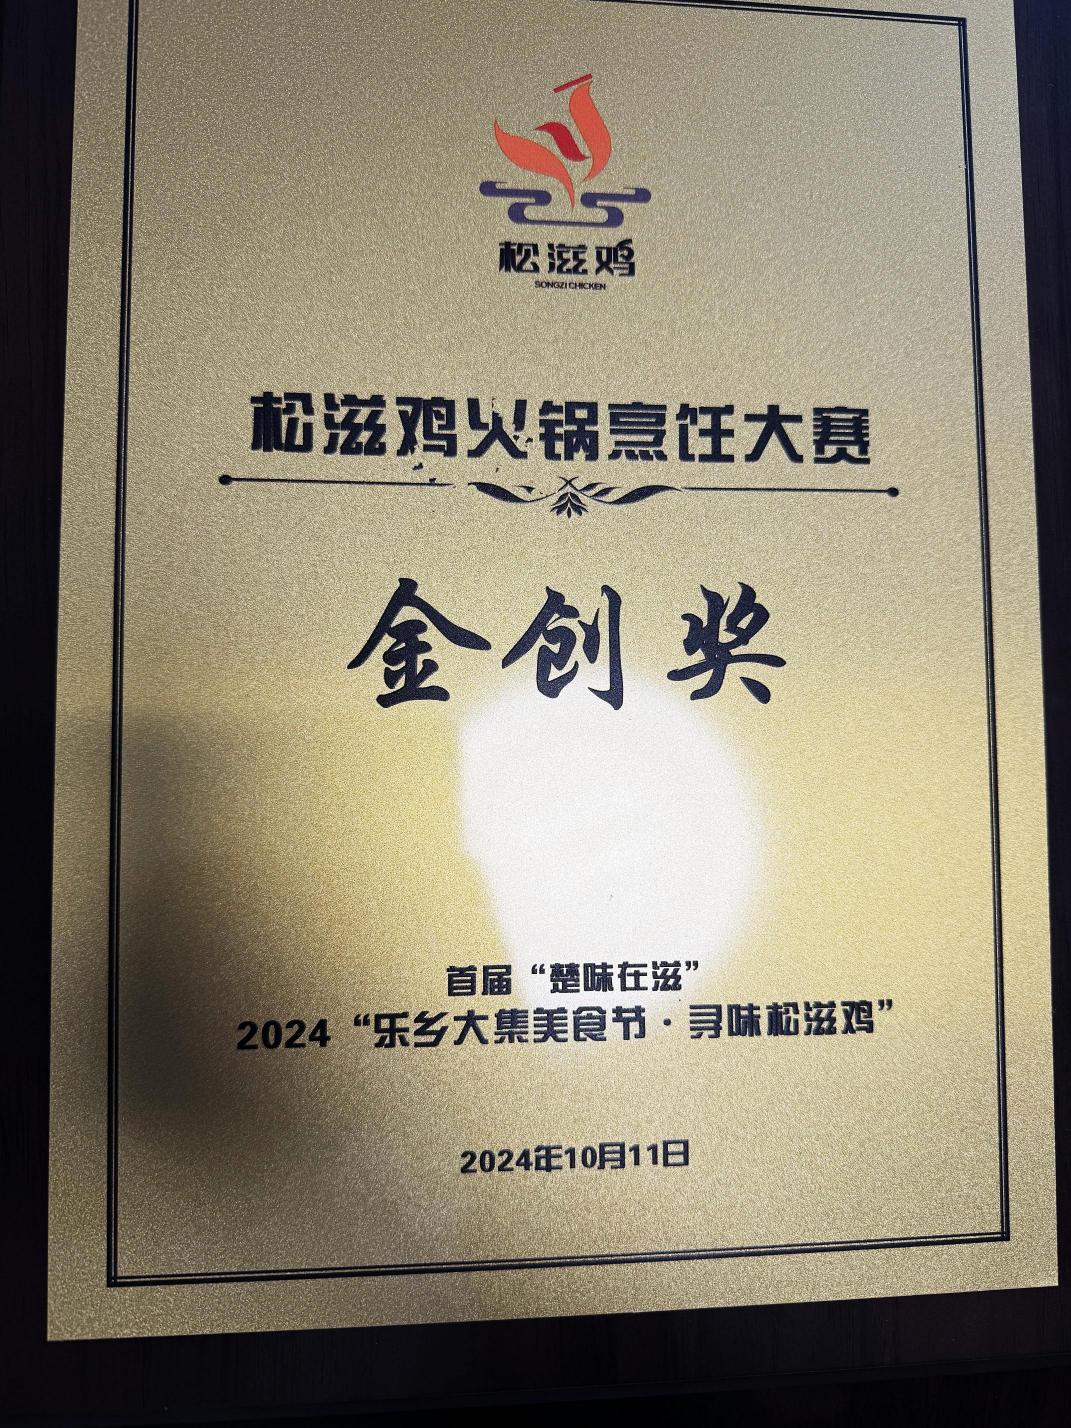 松滋鸡
SONGZI CHICKEN
松滋鸡火锅烹饪大赛
金创奖
首届“楚味在滋”
2024“乐乡大集美食节·寻味松滋鸡”
2024年10月11日